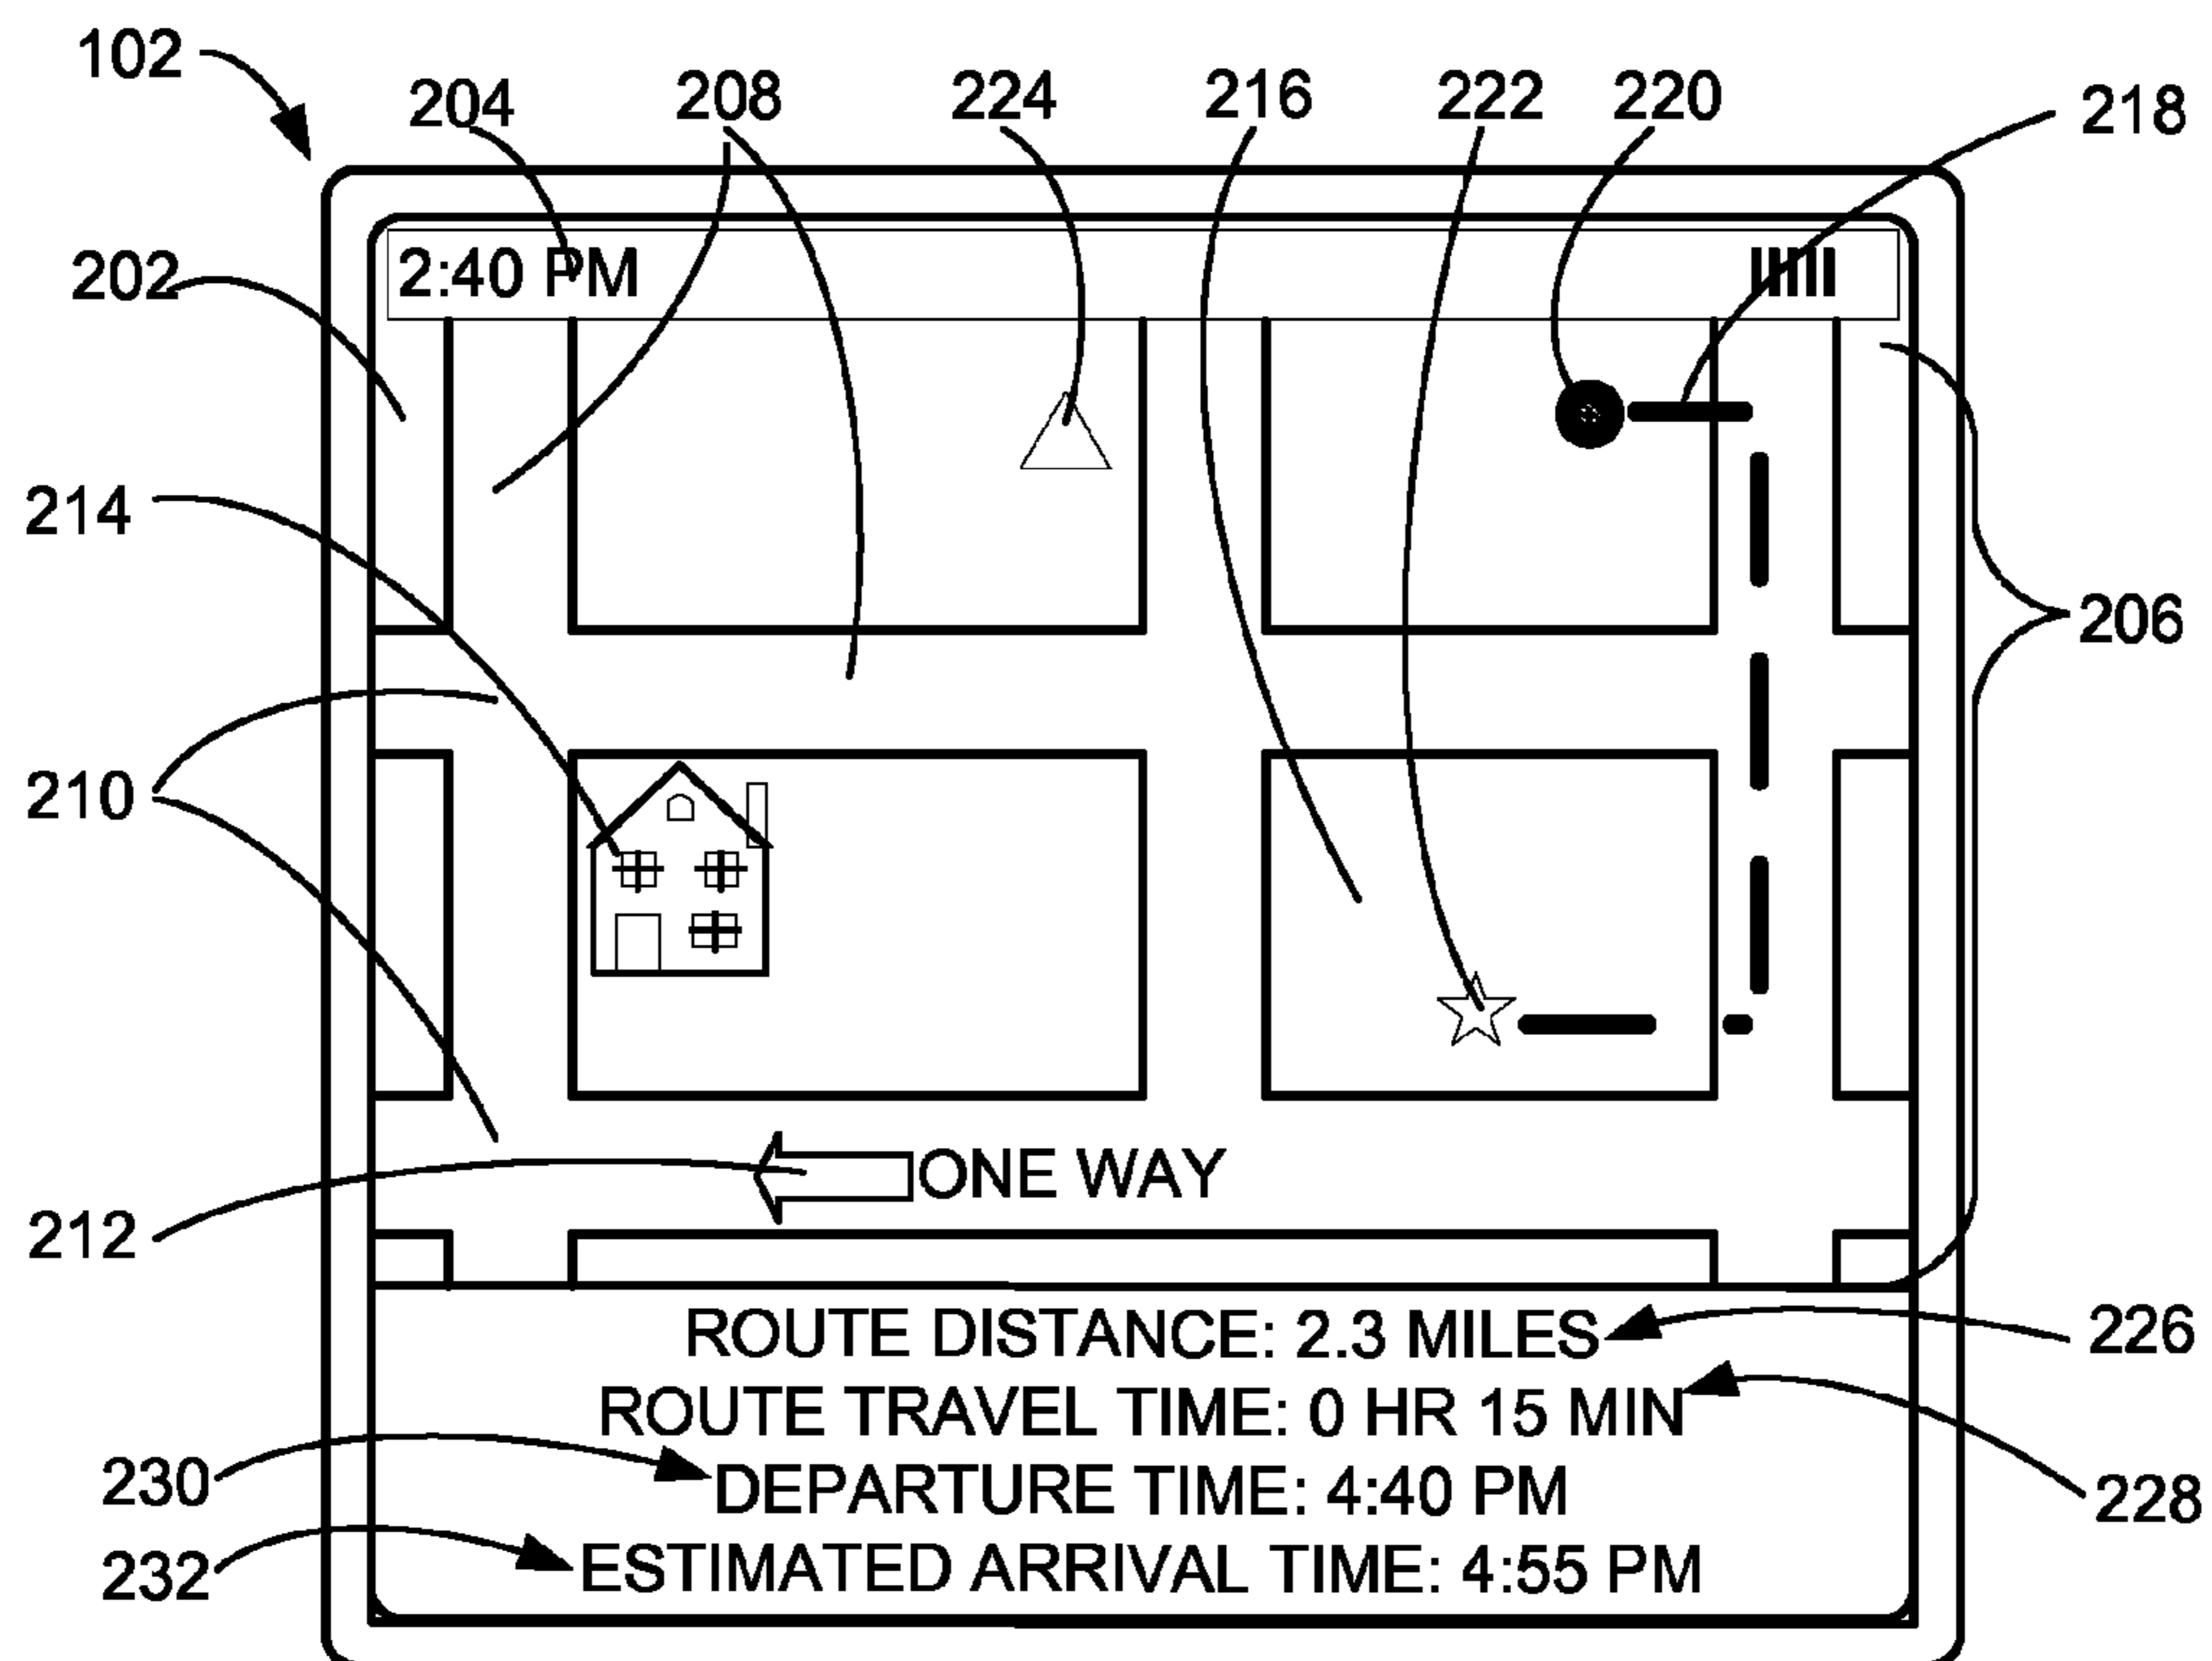 102
204 208 224 216 222 220 218
2:40 PM
202
214
206
210
ONE WAY
212
ROUTE DISTANCE: 2.3 MILES
226
ROUTE TRAVEL TIME: 0 HR 15 MIN
230
DEPARTURE TIME: 4:40 PM
228
232
ESTIMATED ARRIVAL TIME: 4:55 PM